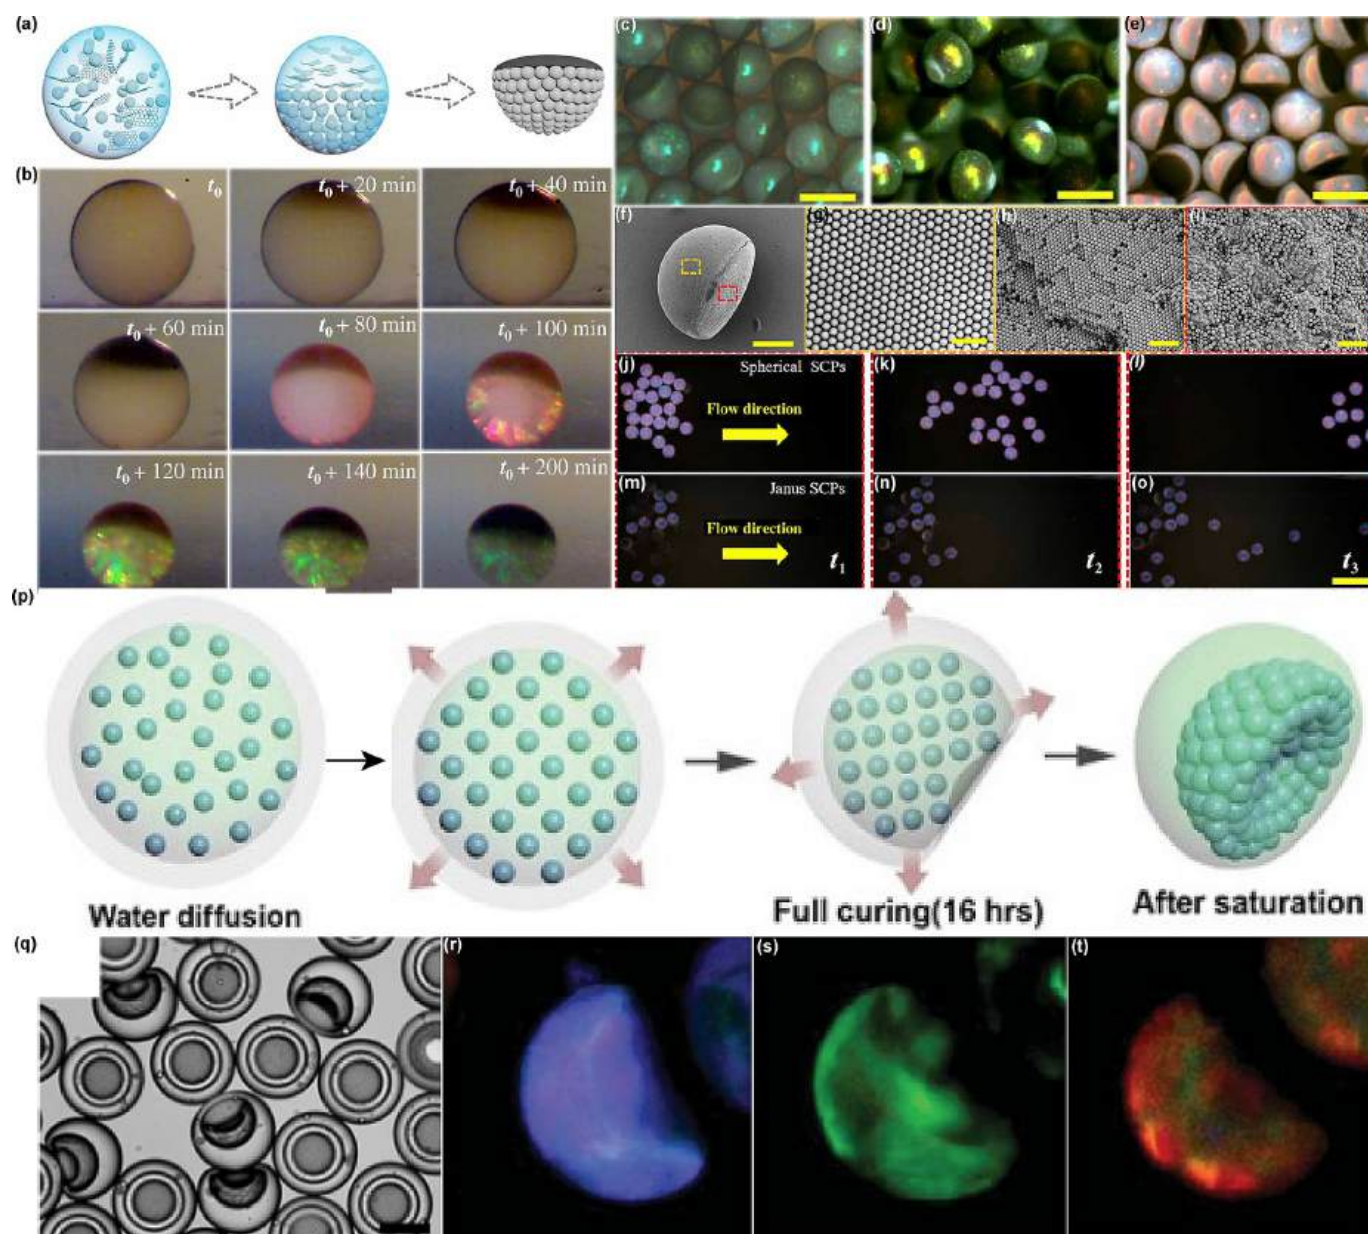 (a)
(b)
t0
t0 + 20 min
t0 + 40 min
t0 + 60 min
t0 + 80 min
t0 + 100 min
t0 + 120 min
t0 + 140 min
t0 + 200 min
(c)
(d)
(e)
(f)
(g)
(h)
(i)
(j)
Spherical SCPs
Flow direction
(k)
(l)
(m)
Janus SCPs
Flow direction
t1
(n)
t2
(o)
t3
(p)
Water diffusion
Full curing(16 hrs)
After saturation
(q)
(r)
(s)
(t)